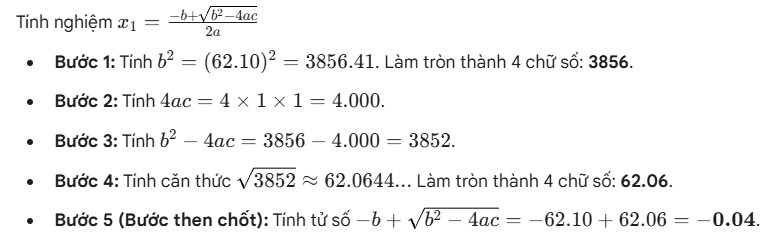 Tính nghiệm $x_1 = \frac{-b+\sqrt{b^2-4ac}}{2a}$
• Bước 1: Tính $b^2 = (62.10)^2 = 3856.41$. Làm tròn thành 4 chữ số: 3856.
• Bước 2: Tính $4ac = 4 \times 1 \times 1 = 4.000$.
• Bước 3: Tính $b^2 - 4ac = 3856 - 4.000 = 3852$.
• Bước 4: Tính căn thức $\sqrt{3852} \approx 62.0644...$ Làm tròn thành 4 chữ số: 62.06.
• Bước 5 (Bước then chốt): Tính tử số $-b + \sqrt{b^2 - 4ac} = -62.10 + 62.06 = -0.04$.